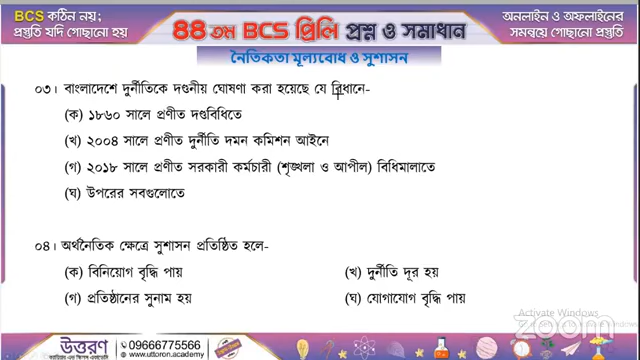 BCS কঠিন নয়;
প্রস্তুতি যদি গোছানো হয়
৪৪ তম BCS প্রিলি প্রশ্ন ও সমাধান
অনলাইন ও অফলাইনের
সমন্বয়ে গোছানো প্রস্তুতি
নৈতিকতা মূল্যবোধ ও সুশাসন
০৩। বাংলাদেশে দুর্নীতিকে দণ্ডনীয় ঘোষণা করা হয়েছে যে বিধানে-
(ক) ১৮৬০ সালে প্রণীত দণ্ডবিধিতে
(খ) ২০০৪ সালে প্রণীত দুর্নীতি দমন কমিশন আইনে
(গ) ২০১৮ সালে প্রণীত সরকারী কর্মচারী (শৃঙ্খলা ও আপীল) বিধিমালাতে
(ঘ) উপরের সবগুলোতে
০৪। অর্থনৈতিক ক্ষেত্রে সুশাসন প্রতিষ্ঠিত হলে-
(ক) বিনিয়োগ বৃদ্ধি পায় (খ) দুর্নীতি দূর হয়
(গ) প্রতিষ্ঠানের সুনাম হয় (ঘ) যোগাযোগ বৃদ্ধি পায়
Activate Windows
zoom
উত্তরণ
09666775566
www.uttoron.academy